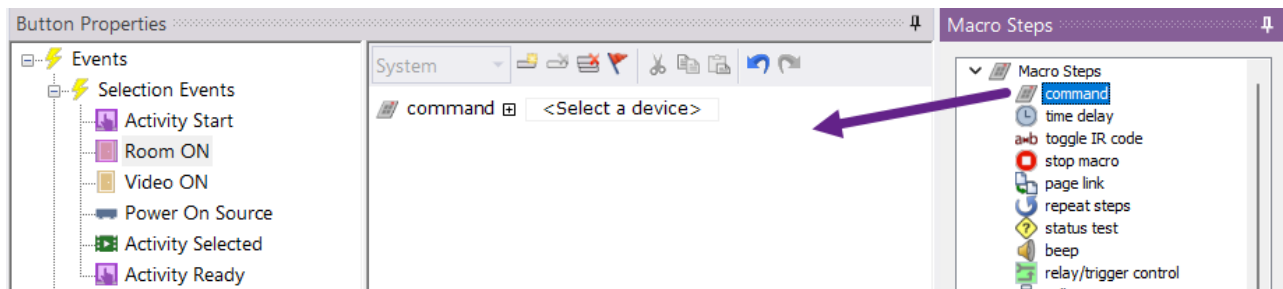 Button Properties
Events
Selection Events
Activity Start
Room ON
Video ON
Power On Source
Activity Selected
Activity Ready
System
command <Select a device>
Macro Steps
Macro Steps
command
time delay
a▸b toggle IR code
stop macro
page link
repeat steps
status test
beep
relay/trigger control